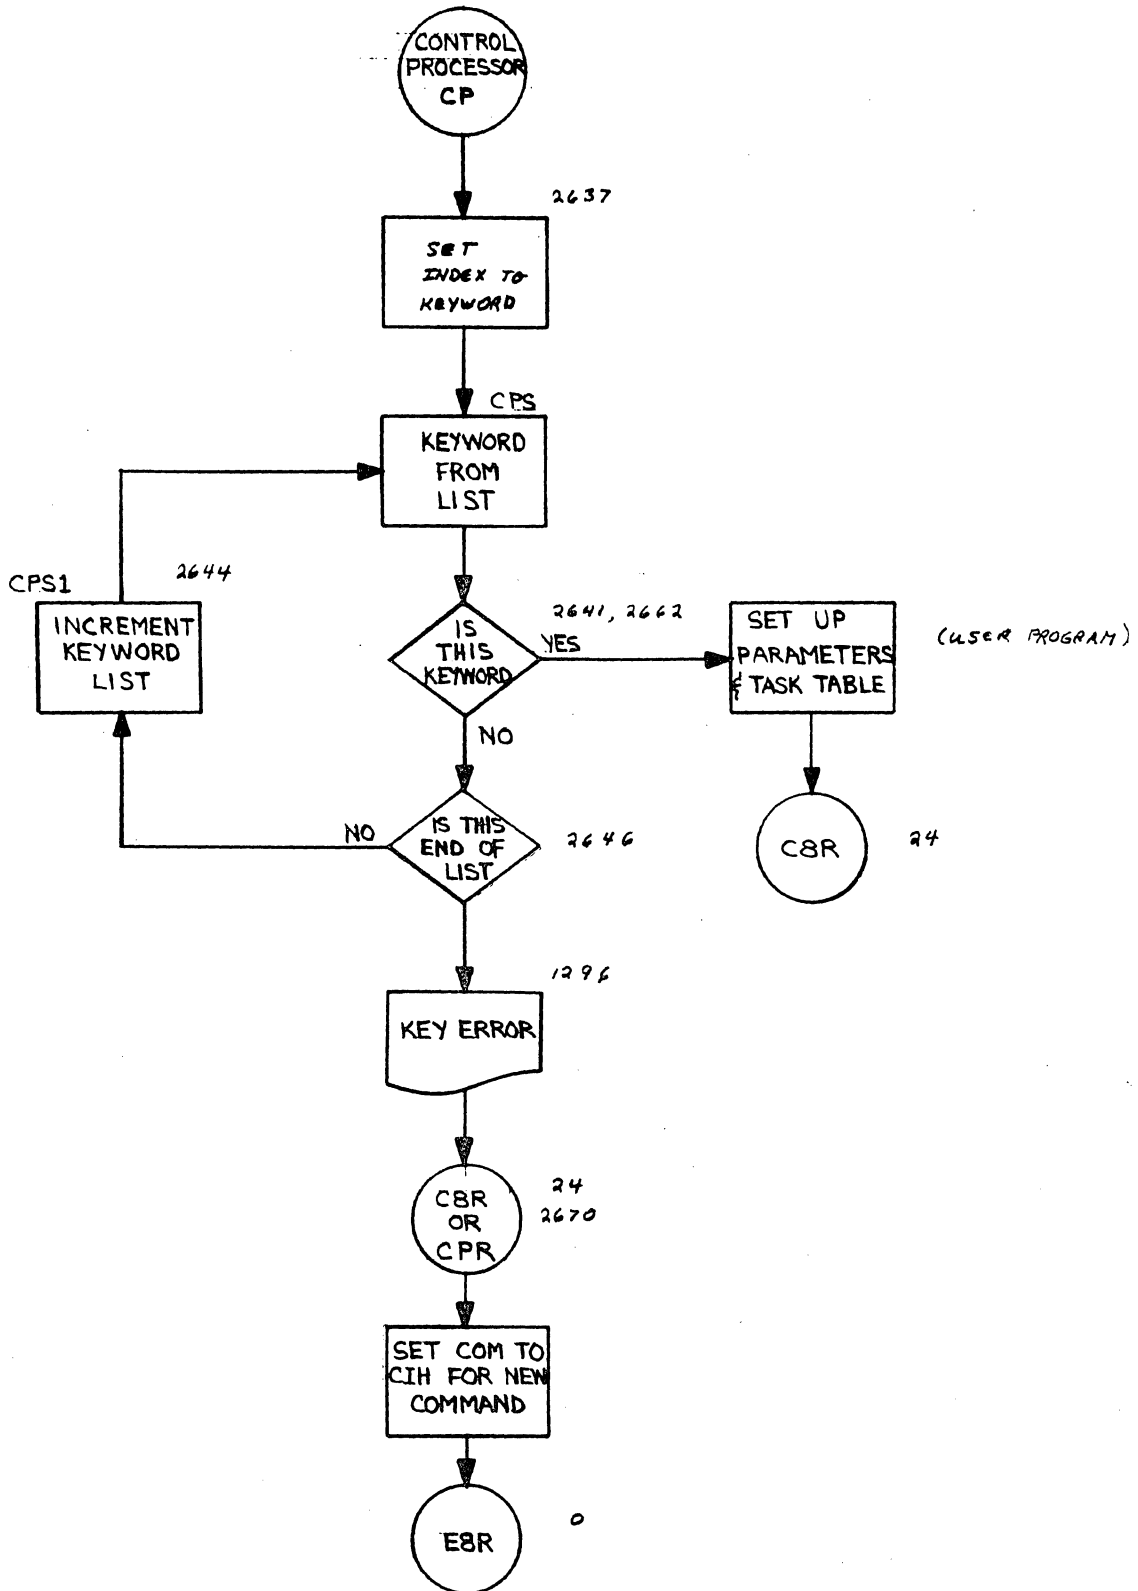 CONTROL
PROCESSOR
CP
2637
SET
INDEX TO
KEYWORD
CPS
KEYWORD
FROM
LIST
CPS1
2644
INCREMENT
KEYWORD
LIST
IS
THIS
KEYWORD
2641, 2662
YES
SET UP
PARAMETERS
& TASK TABLE
(USER PROGRAM)
NO
NO
IS THIS
END OF
LIST
2646
C8R
24
1296
KEY ERROR
C8R
OR
CPR
24
2670
SET COM TO
CIH FOR NEW
COMMAND
E8R
0